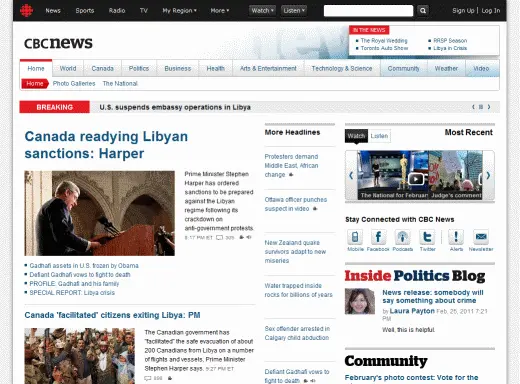 News Sports Radio TV My Region More Watch Listen Sign Up | Log In
CBCnews
IN THE NEWS
The Royal Wedding RRSP Season
Toronto Auto Show Libya in Crisis
Home World Canada Politics Business Health Arts & Entertainment Technology & Science Community Weather Video
Home Photo Galleries The National
BREAKING U.S. suspends embassy operations in Libya
Canada readying Libyan
sanctions: Harper
Prime Minister Stephen
Harper has ordered
sanctions to be prepared
against the Libyan
regime following its
crackdown on
anti-government protests.
Gadhafi assets in U.S. frozen by Obama
Defiant Gadhafi vows to fight to death
PROFILE: Gadhafi and his family
SPECIAL REPORT: Libya crisis
Canada 'facilitated' citizens exiting Libya: PM
The Canadian government has
"facilitated" the safe evacuation of about
200 Canadians from Libya on a number
of flights and vessels, Prime Minister
Stephen Harper says. 9:27 PM ET
More Headlines
Protesters demand
Middle East, African
change
Ottawa officer punches
suspect in video
New Zealand quake
survivors adapt to new
miseries
Water trapped inside
rocks for billions of years
Sex offender arrested in
Calgary child abduction
Defiant Gadhafi vows to
fight to death
Watch Listen Most Recent
The National for Februar Judge's comment
Stay Connected with CBC News
Mobile Facebook Podcasts Twitter Alerts Newsletter
Inside Politics Blog
News release: somebody will
say something about crime
by Laura Payton Feb 25, 2011 7:21
PM
Well, this is helpful.
Community
February's photo contest: Vote for the